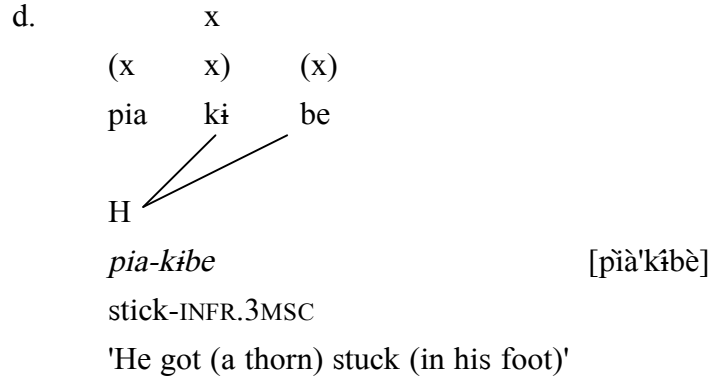 d. x
(x x) (x)
pia kɨ be
H
pia-kɨbe [pìà'kɨ́bè]
stick-INFR.3MSC
'He got (a thorn) stuck (in his foot)'